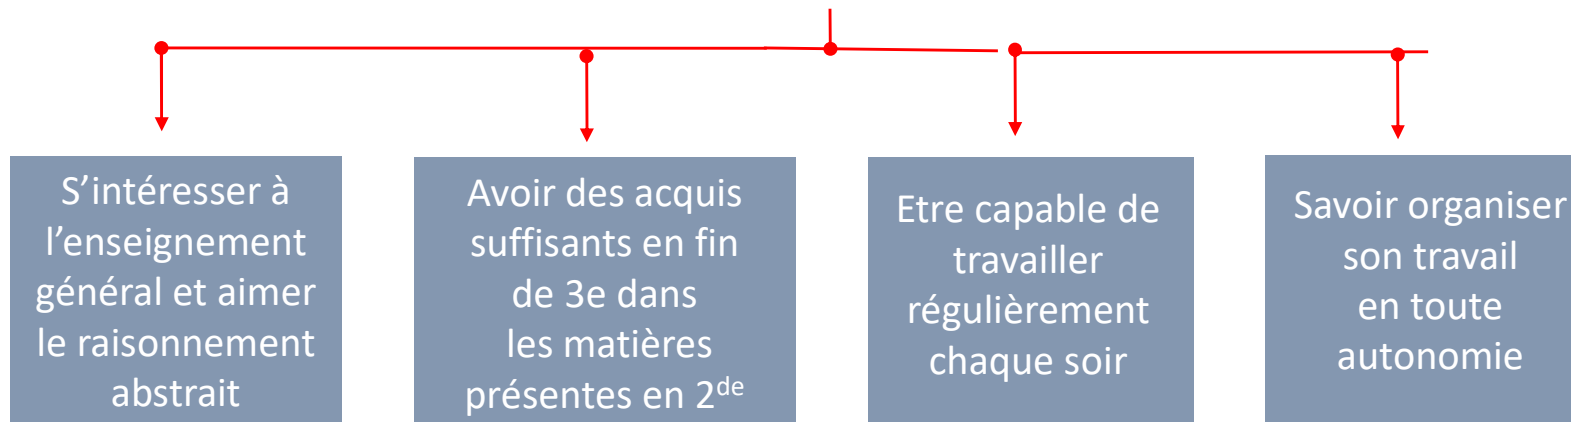 S’intéresser à
l’enseignement
général et aimer
le raisonnement
abstrait
Avoir des acquis
suffisants en fin
de 3e dans
les matières
présentes en 2de
Etre capable de
travailler
régulièrement
chaque soir
Savoir organiser
son travail
en toute
autonomie